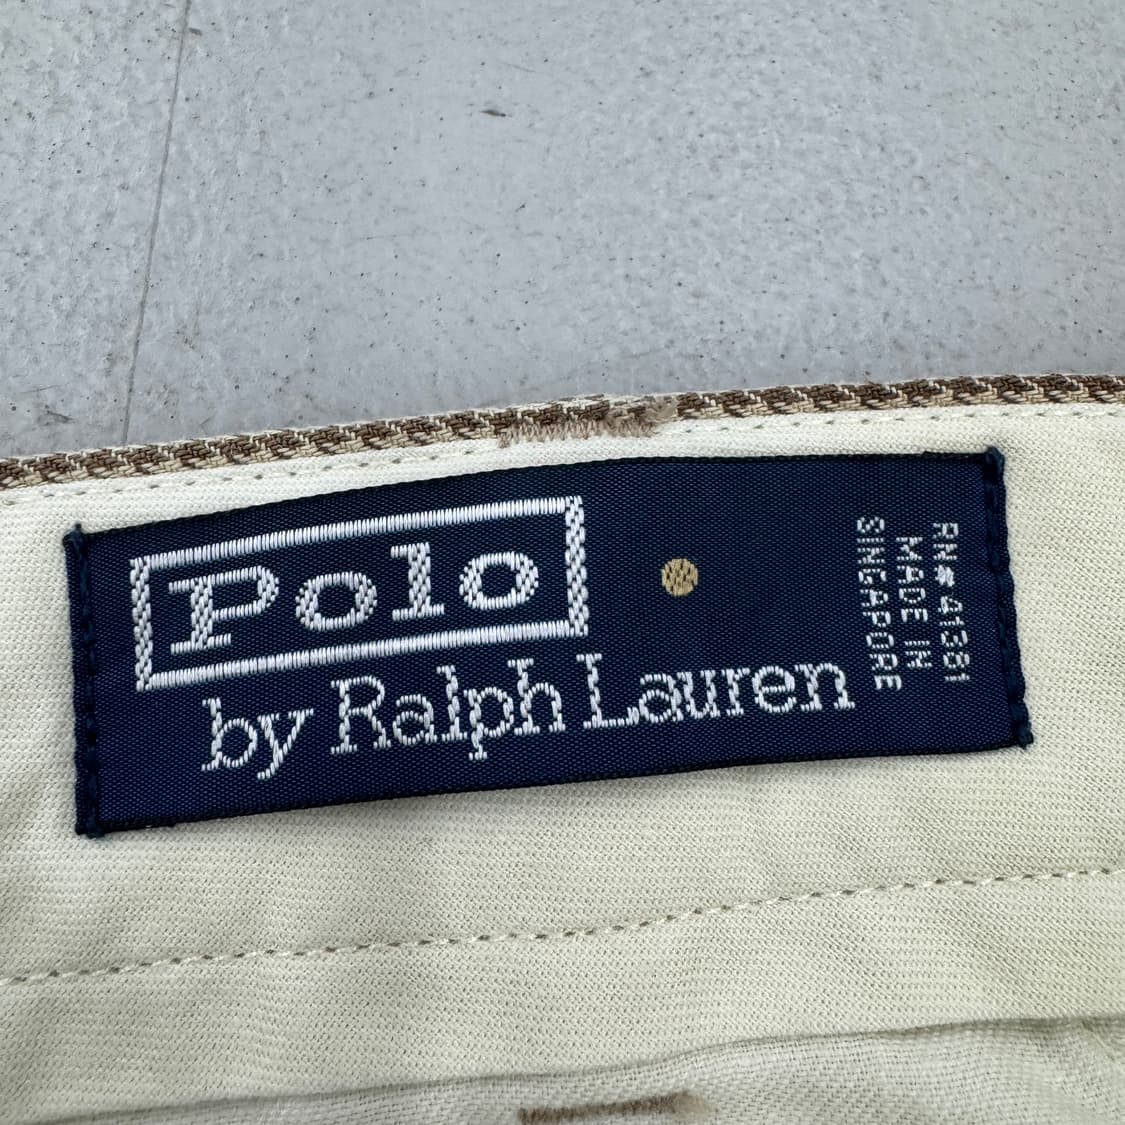 Polo
by Ralph Lauren
RN# 41381
MADE IN
SINGAPORE